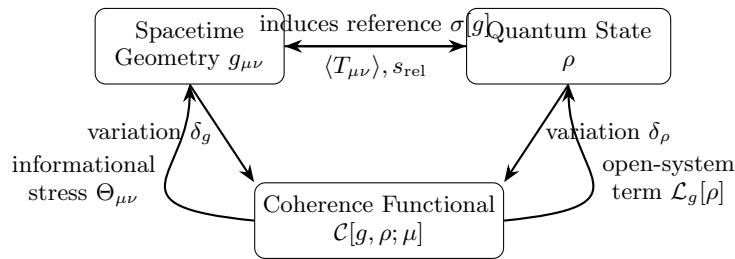 Spacetime
Geometry $g_{\mu\nu}$
induces reference $\sigma[g]$
$\langle T_{\mu\nu} \rangle, s_{\mathrm{rel}}$
Quantum State
$\rho$
variation $\delta_g$
variation $\delta_\rho$
informational
stress $\Theta_{\mu\nu}$
open-system
term $\mathcal{L}_g[\rho]$
Coherence Functional
$\mathcal{C}[g, \rho; \mu]$